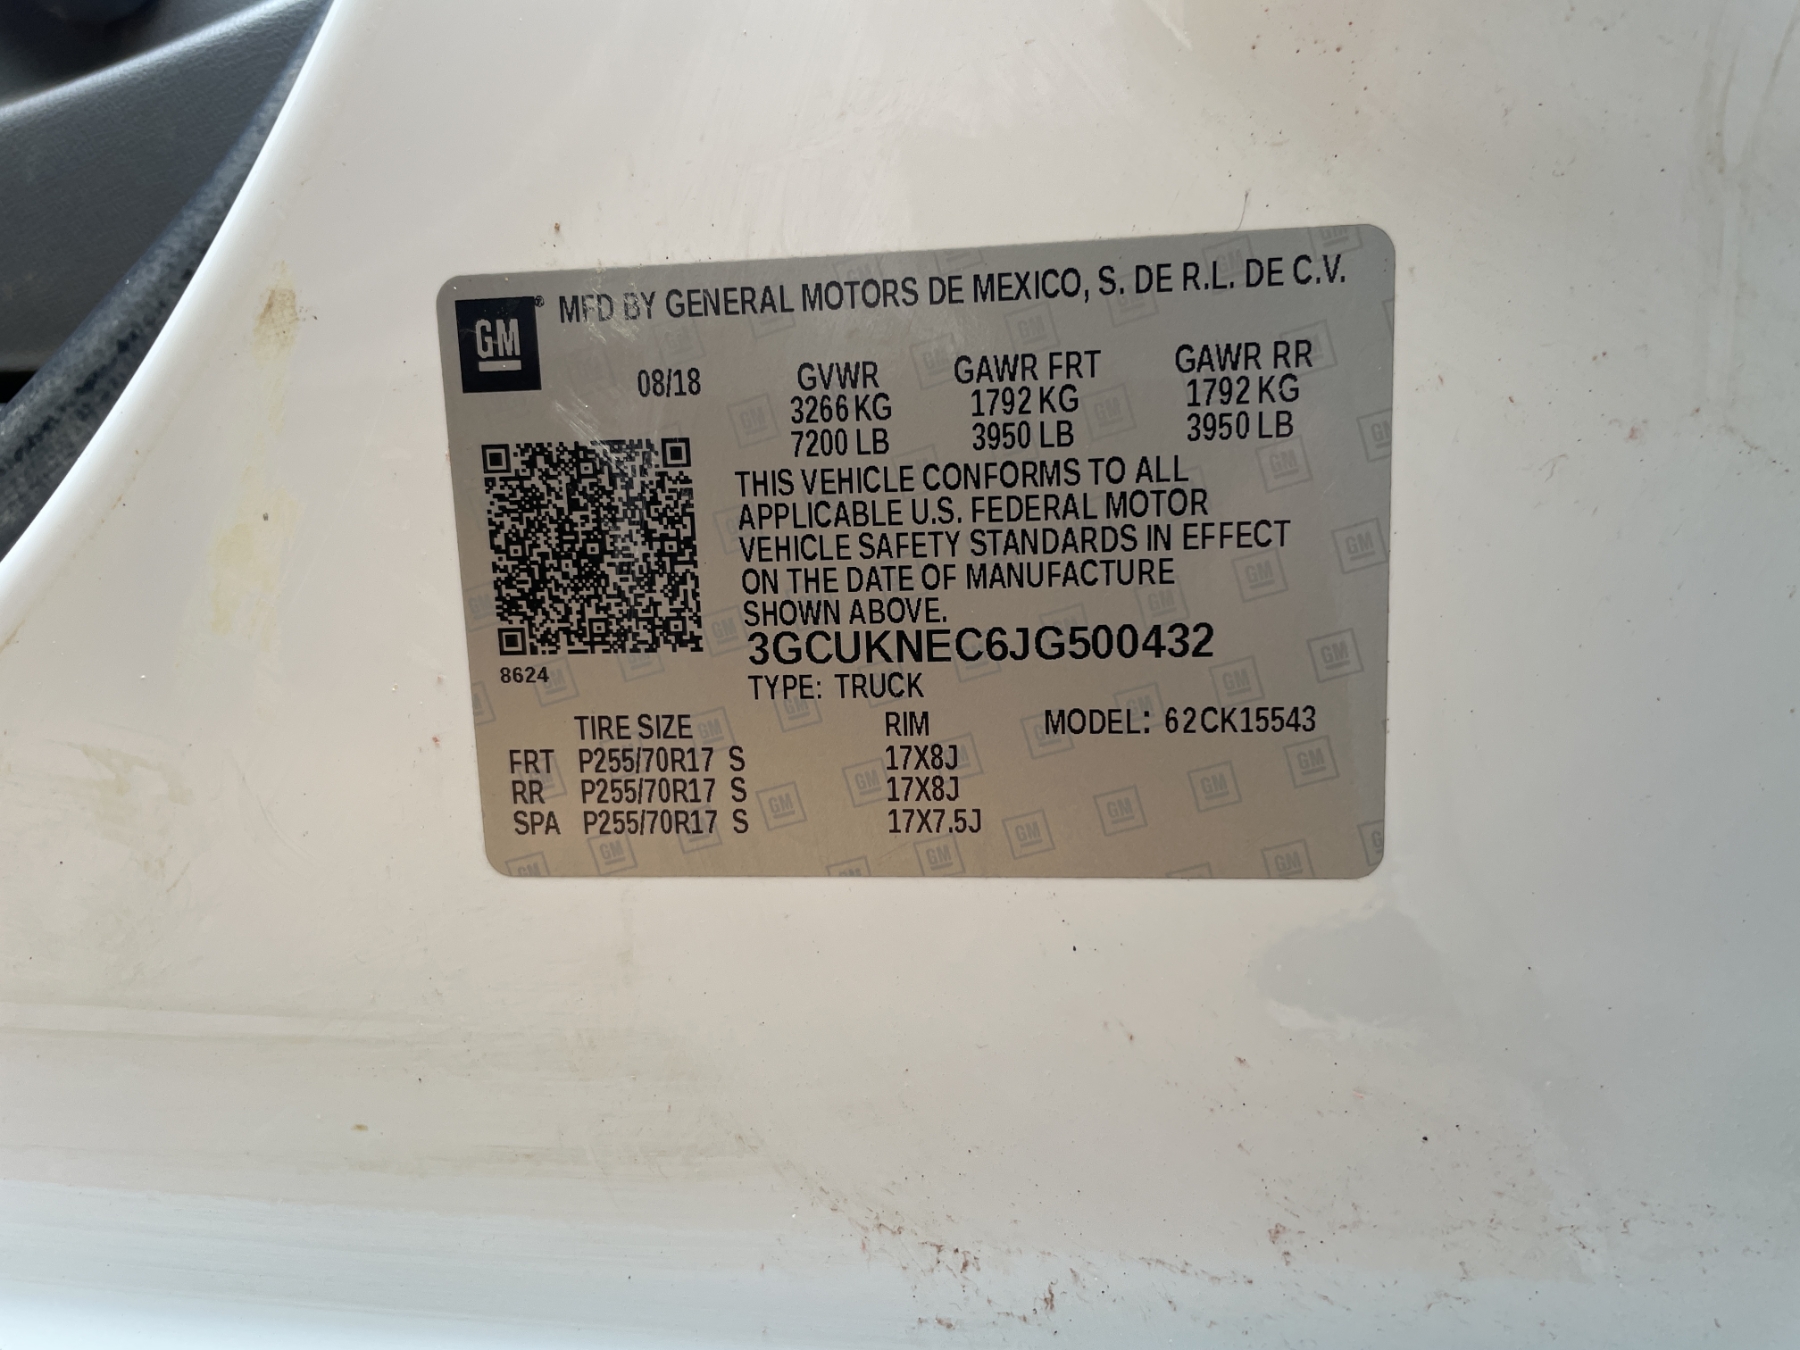 GM® MFD BY GENERAL MOTORS DE MEXICO, S. DE R.L. DE C.V.
08/18 GVWR GAWR FRT GAWR RR
3266 KG 1792 KG 1792 KG
7200 LB 3950 LB 3950 LB
THIS VEHICLE CONFORMS TO ALL
APPLICABLE U.S. FEDERAL MOTOR
VEHICLE SAFETY STANDARDS IN EFFECT
ON THE DATE OF MANUFACTURE
SHOWN ABOVE.
3GCUKNEC6JG500432
8624
TYPE: TRUCK
TIRE SIZE RIM MODEL: 62CK15543
FRT P255/70R17 S 17X8J
RR P255/70R17 S 17X8J
SPA P255/70R17 S 17X7.5J